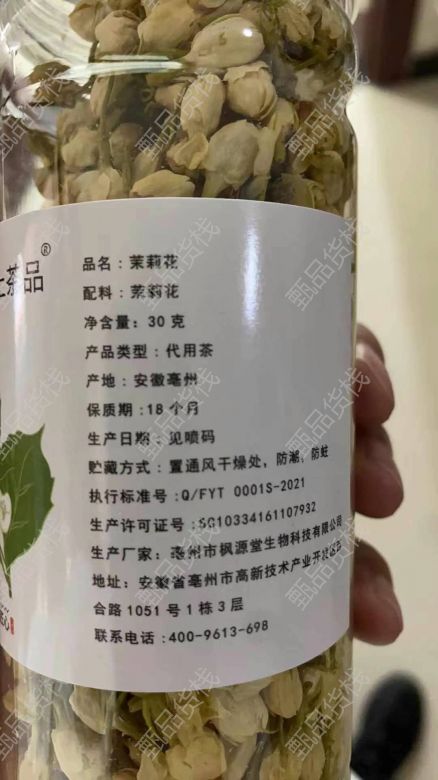 茶品®
品名：茉莉花
配料：茉莉花
净含量：30克
产品类型：代用茶
产地：安徽亳州
保质期：18个月
生产日期：见喷码
贮藏方式：置通风干燥处，防潮、防蛀
执行标准号：Q/FYT 0001S-2021
生产许可证号：SC10334161107932
生产厂家：亳州市枫源堂生物科技有限公司
地址：安徽省亳州市高新技术产业开发区
合路1051号1栋3层
联系电话：400-9613-698
甄品货栈